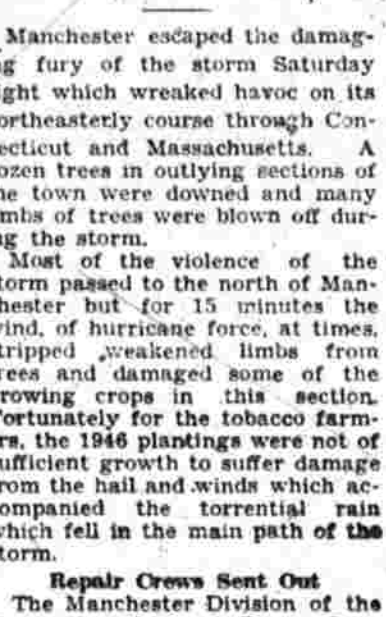 Manchester escaped the damag-
g fury of the storm Saturday
ight which wreaked havoc on its
ortheasterly course through Con-
ecticut and Massachusetts. A
ozen trees in outlying sections of
he town were downed and many
mbs of trees were blown off dur-
g the storm.
Most of the violence of the
torm passed to the north of Man-
hester but for 15 minutes the
ind, of hurricane force, at times,
tripped weakened limbs from
rees and damaged some of the
rowing crops in this section.
ortunately for the tobacco farm-
rs, the 1946 plantings were not of
ufficient growth to suffer damage
rom the hail and winds which ac-
ompanied the torrential rain
hich fell in the main path of the
torm.
Repair Crews Sent Out
The Manchester Division of the